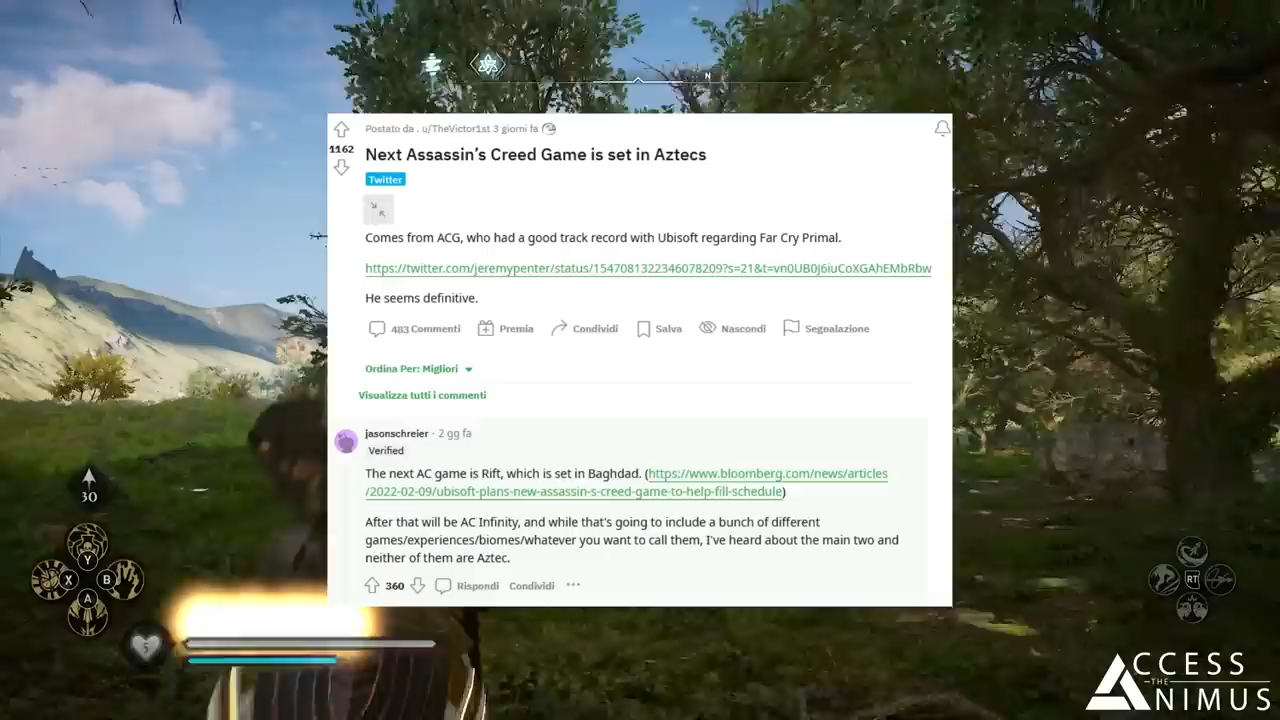 N
Postato da . u/TheVictor1st 3 giorni fa
1162
Next Assassin's Creed Game is set in Aztecs
Twitter
Comes from ACG, who had a good track record with Ubisoft regarding Far Cry Primal.
https://twitter.com/jeremypenter/status/1547081322346078209?s=21&t=vn0UB0J6iuCoXGAhEMbRbw
He seems definitive.
483 Commenti Premia Condividi Salva Nascondi Segnalazione
Ordina Per: Migliori
Visualizza tutti i commenti
jasonschreier · 2 gg fa
Verified
The next AC game is Rift, which is set in Baghdad. (https://www.bloomberg.com/news/articles
/2022-02-09/ubisoft-plans-new-assassin-s-creed-game-to-help-fill-schedule)
After that will be AC Infinity, and while that's going to include a bunch of different
games/experiences/biomes/whatever you want to call them, I've heard about the main two and
neither of them are Aztec.
360 Rispondi Condividi ...
30
Y
X B
A
RT
5
ACCESS
THE
ANIMUS